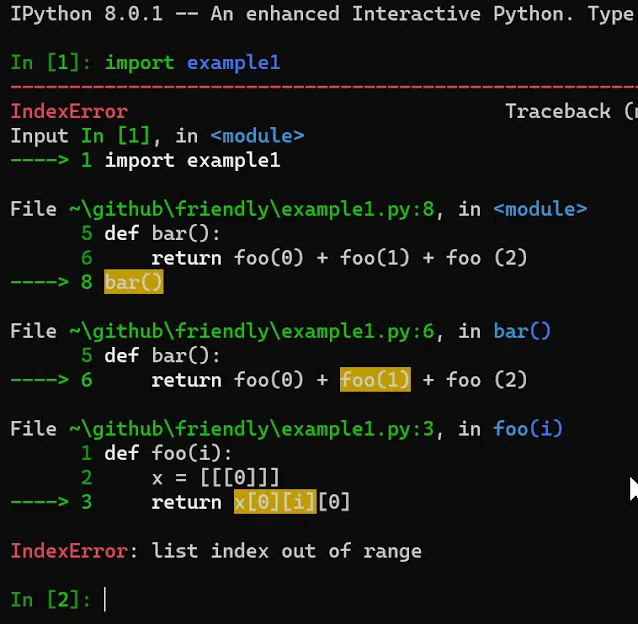 IPython 8.0.1 -- An enhanced Interactive Python. Type
In [1]: import example1
---------------------------------------------------------------------------
IndexError Traceback (
Input In [1], in <module>
----> 1 import example1
File ~\github\friendly\example1.py:8, in <module>
5 def bar():
6 return foo(0) + foo(1) + foo (2)
----> 8 bar()
File ~\github\friendly\example1.py:6, in bar()
5 def bar():
----> 6 return foo(0) + foo(1) + foo (2)
File ~\github\friendly\example1.py:3, in foo(i)
1 def foo(i):
2 x = [[[0]]]
----> 3 return x[0][i][0]
IndexError: list index out of range
In [2]: